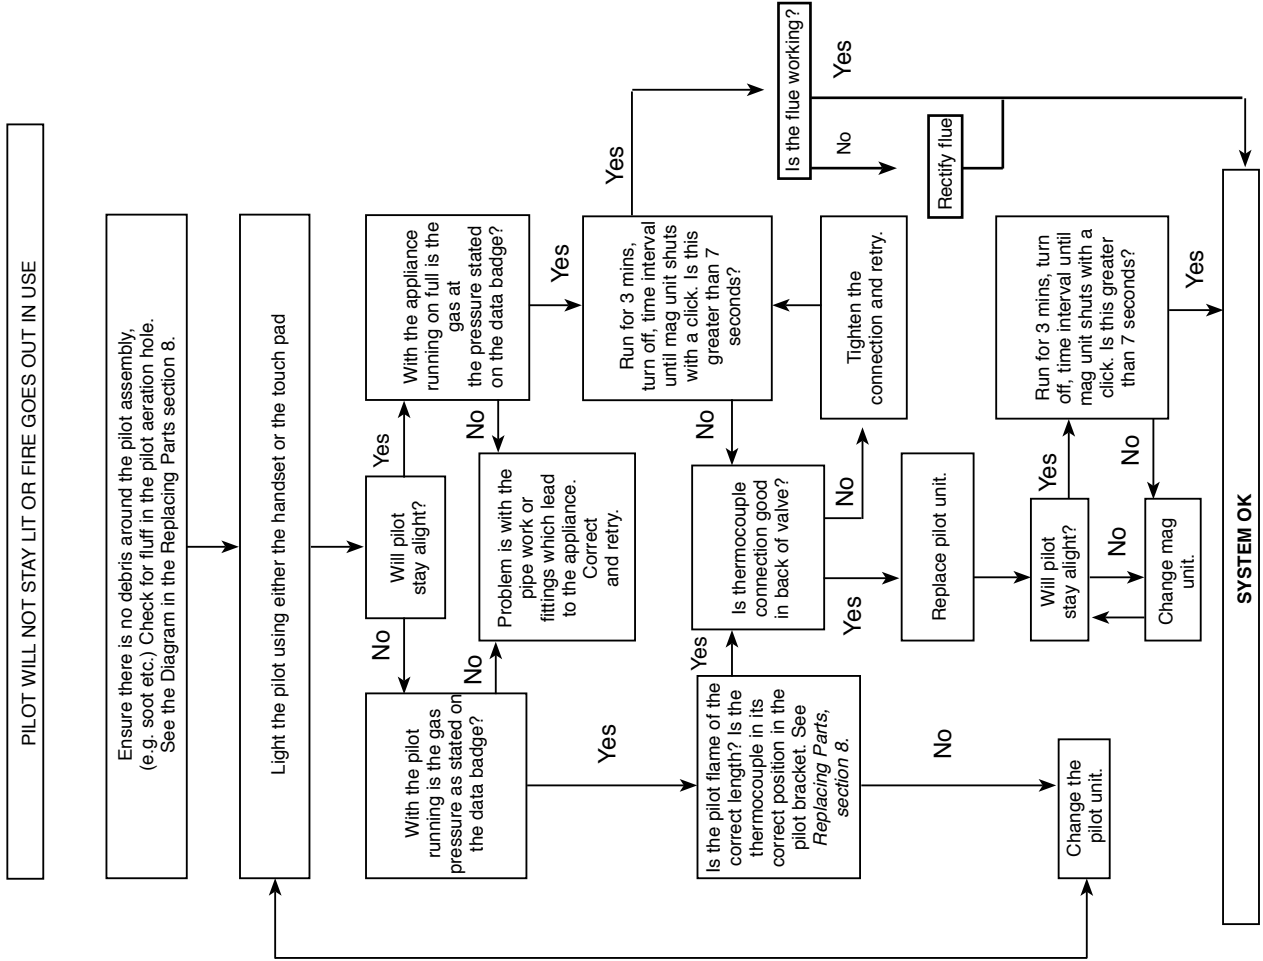 PILOT WILL NOT STAY LIT OR FIRE GOES OUT IN USE
Ensure there is no debris around the pilot assembly,
(e.g. soot etc.) Check for fluff in the pilot aeration hole.
See the Diagram in the Replacing Parts section 8.
Light the pilot using either the handset or the touch pad
Will pilot
stay alight?
No
Yes
With the pilot
running is the gas
pressure as stated on
the data badge?
With the appliance
running on full is the
gas at
the pressure stated
on the data badge?
No
No
Problem is with the
pipe work or
fittings which lead
to the appliance.
Correct
and retry.
Yes
Yes
Is the pilot flame of the
correct length? Is the
thermocouple in its
correct position in the
pilot bracket. See
Replacing Parts,
section 8.
Run for 3 mins,
turn off, time interval
until mag unit shuts
with a click. Is this
greater than 7
seconds?
Yes
Yes
No
Is thermocouple
connection good
in back of valve?
Is the flue working?
No
Yes
Rectify flue
No
Tighten the
connection and retry.
Yes
Replace pilot unit.
No
Change the
pilot unit.
Will pilot
stay alight?
Yes
Run for 3 mins, turn
off, time interval until
mag unit shuts with a
click. Is this greater
than 7 seconds?
No
No
Change mag
unit.
Yes
SYSTEM OK